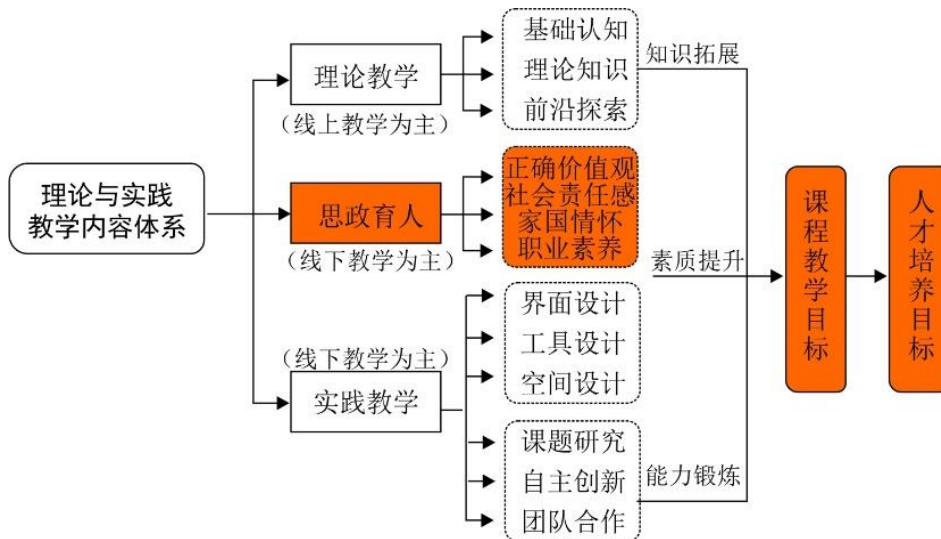 理论与实践
教学内容体系
理论教学
（线上教学为主）
基础认知
理论知识
前沿探索
知识拓展
思政育人
（线下教学为主）
正确价值观
社会责任感
家国情怀
职业素养
素质提升
（线下教学为主）
实践教学
界面设计
工具设计
空间设计
课题研究
自主创新
团队合作
能力锻炼
课程教学目标
人才培养目标